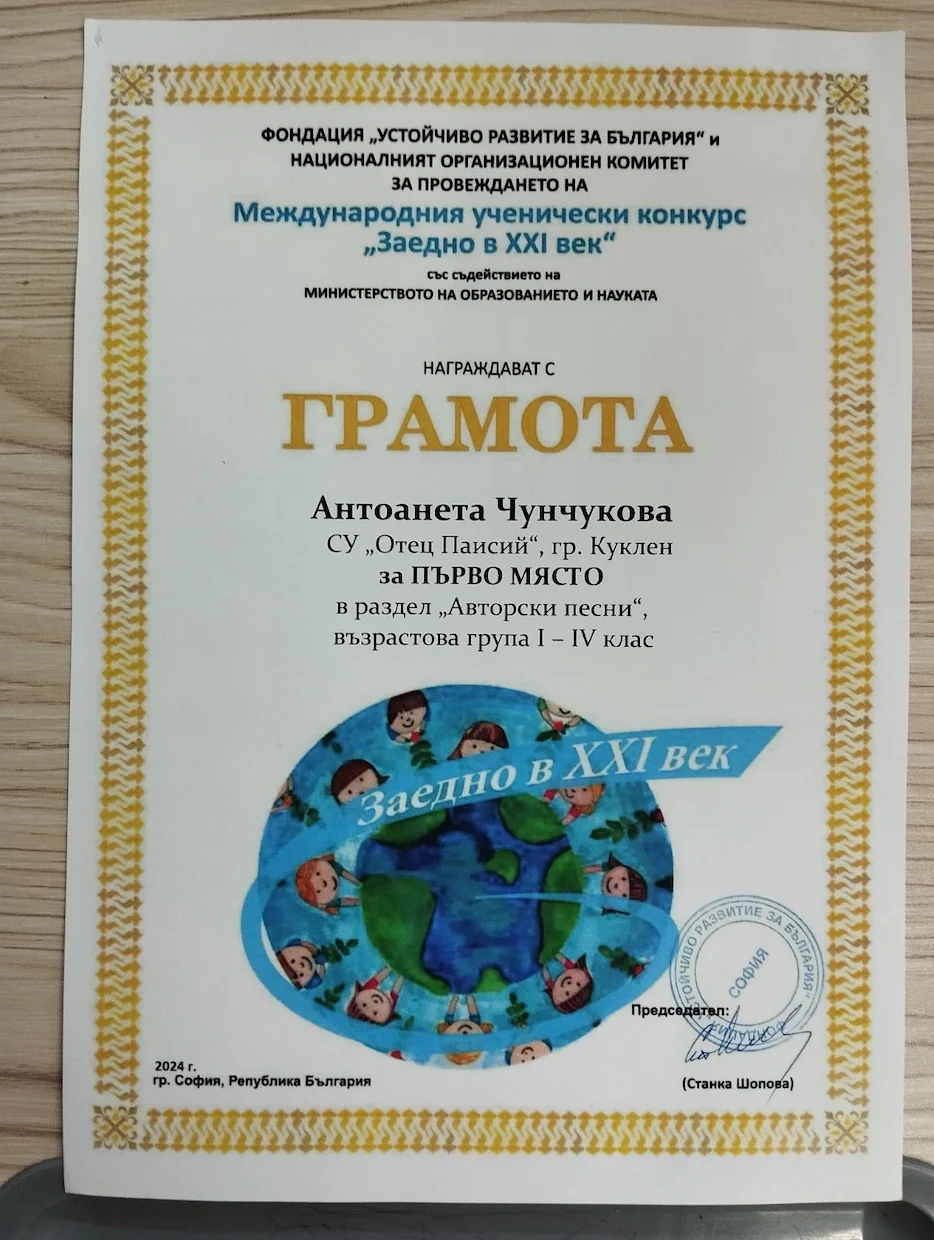 ФОНДАЦИЯ „УСТОЙЧИВО РАЗВИТИЕ ЗА БЪЛГАРИЯ“ и
НАЦИОНАЛНИЯТ ОРГАНИЗАЦИОНЕН КОМИТЕТ
ЗА ПРОВЕЖДАНЕТО НА
Международния ученически конкурс
„Заедно в XXI век“
със съдействието на
МИНИСТЕРСТВОТО НА ОБРАЗОВАНИЕТО И НАУКАТА
НАГРАЖДАВАТ С
ГРАМОТА
Антоанета Чунчукова
СУ „Отец Паисий“, гр. Куклен
за ПЪРВО МЯСТО
в раздел „Авторски песни“,
възрастова група I – IV клас
Заедно в XXI век
ФОНДАЦИЯ „УСТОЙЧИВО РАЗВИТИЕ ЗА БЪЛГАРИЯ“
СОФИЯ
Председател:
(Станка Шопова)
2024 г.
гр. София, Република България